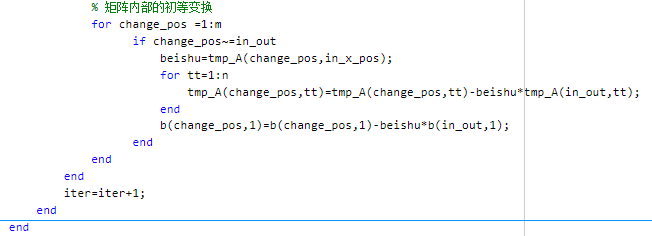 % 矩阵内部的初等变换
for change_pos =1:m
if change_pos~=in_out
beishu=tmp_A(change_pos,in_x_pos);
for tt=1:n
tmp_A(change_pos,tt)=tmp_A(change_pos,tt)-beishu*tmp_A(in_out,tt);
end
b(change_pos,1)=b(change_pos,1)-beishu*b(in_out,1);
end
end
end
iter=iter+1;
end
end